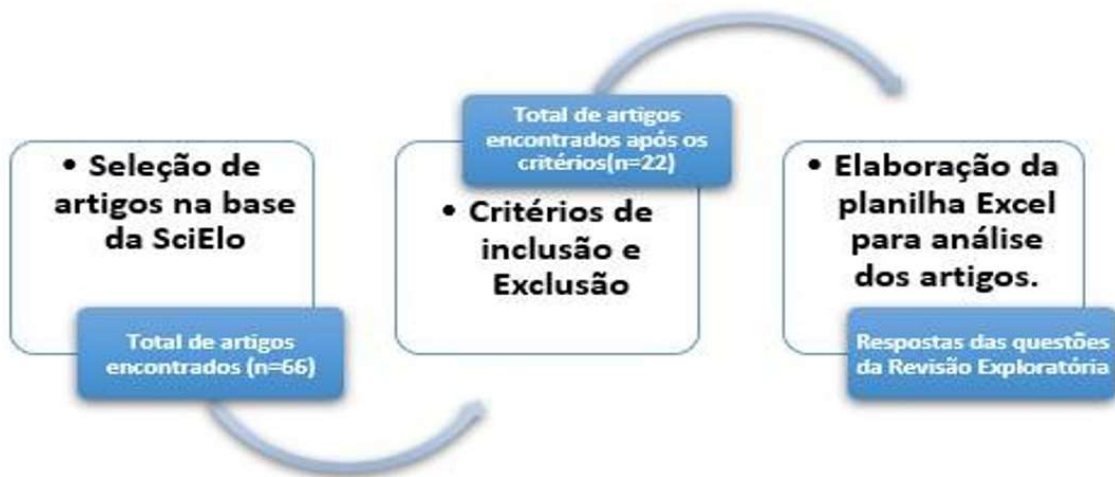 • Seleção de
artigos na base
da SciElo
Total de artigos
encontrados (n=66)
Total de artigos
encontrados após os
critérios(n=22)
• Critérios de
inclusão e
Exclusão
• Elaboração da
planilha Excel
para análise
dos artigos.
Respostas das questões
da Revisão Exploratória